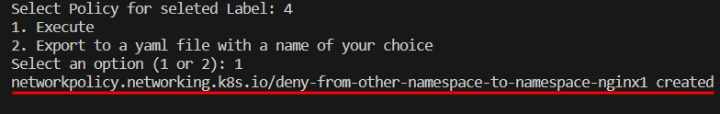 Select Policy for seleted Label: 4
1. Execute
2. Export to a yaml file with a name of your choice
Select an option (1 or 2): 1
networkpolicy.networking.k8s.io/deny-from-other-namespace-to-namespace-nginx1 created